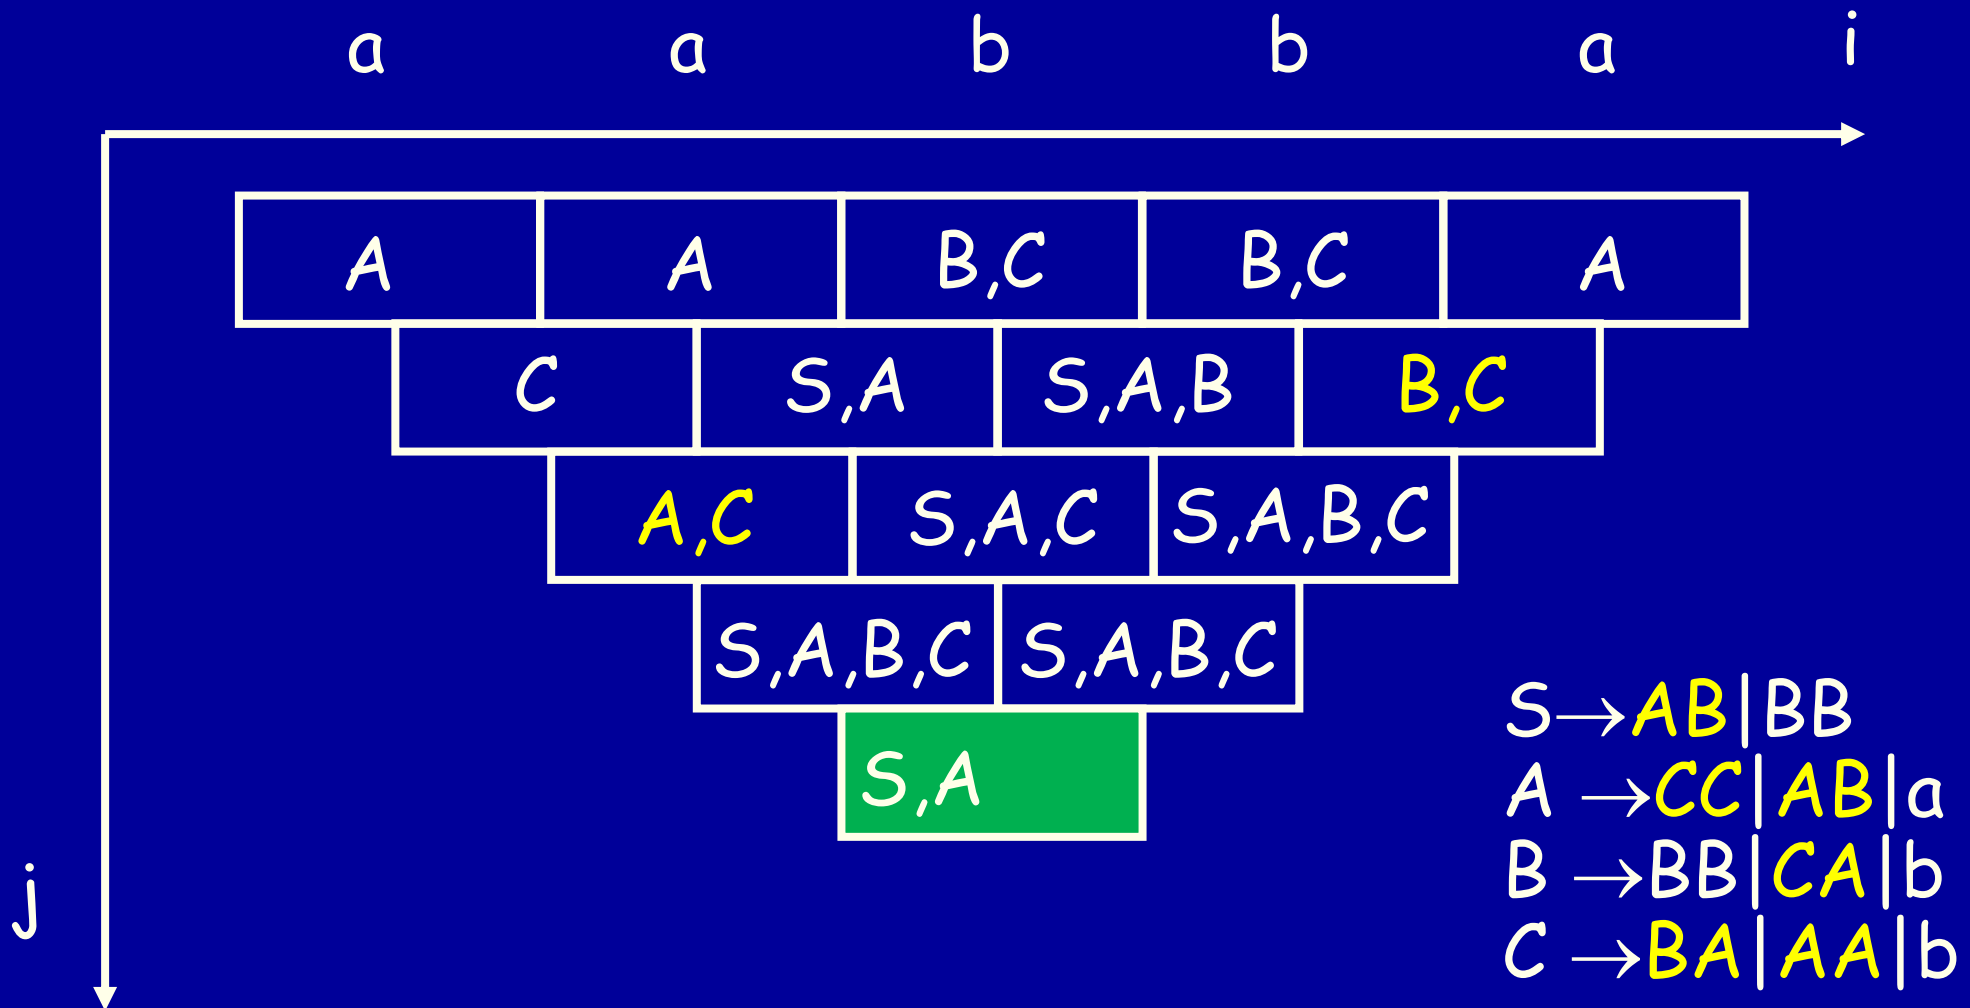 a a b b a i
A A B,C B,C A
C S,A S,A,B B,C
A,C S,A,C S,A,B,C
S,A,B,C S,A,B,C
S→AB|BB
S,A
A →CC|AB|a
B →BB|CA|b
j
C →BA|AA|b